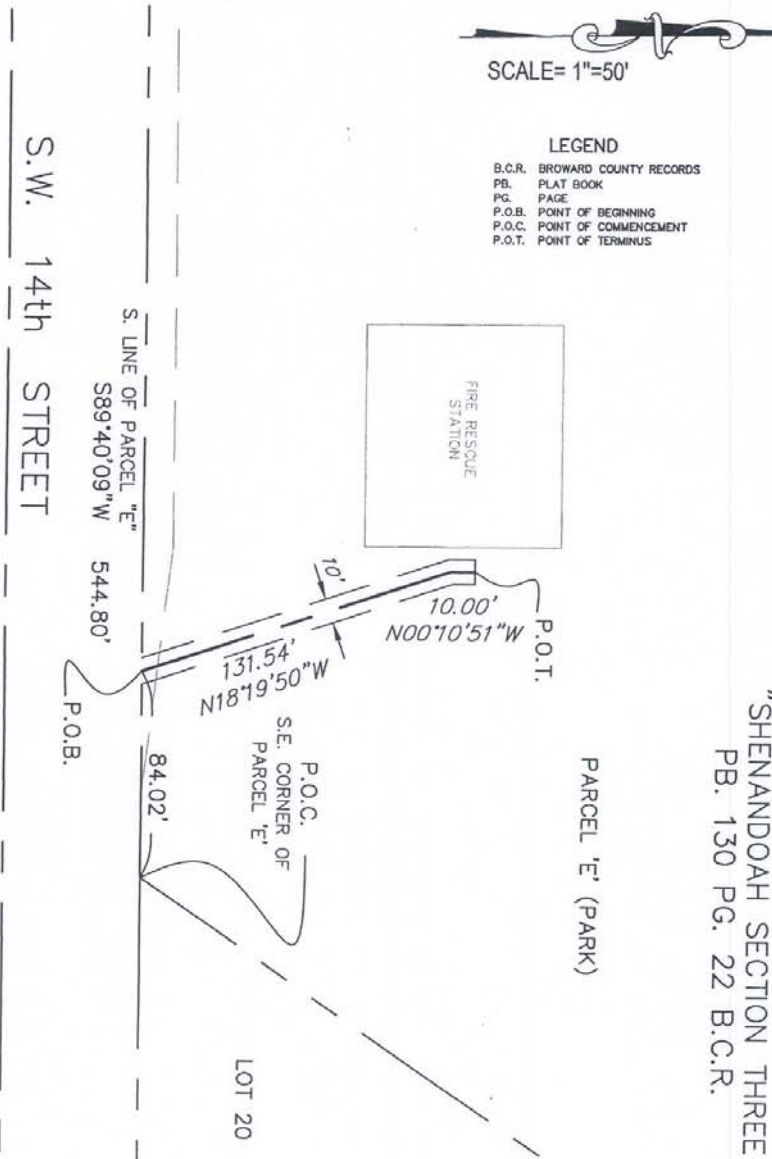 SCALE= 1"=50'
LEGEND
B.C.R. BROWARD COUNTY RECORDS
PB. PLAT BOOK
PG. PAGE
P.O.B. POINT OF BEGINNING
P.O.C. POINT OF COMMENCEMENT
P.O.T. POINT OF TERMINUS
"SHENANDOAH SECTION THREE
PB. 130 PG. 22 B.C.R.
PARCEL 'E' (PARK)
FIRE RESCUE
STATION
P.O.T.
10.00'
N00°10'51"W
10'
131.54'
N18°19'50"W
P.O.C.
S.E. CORNER OF
PARCEL 'E'
LOT 20
84.02'
S. LINE OF PARCEL "E"
S89°40'09"W 544.80'
P.O.B.
S.W. 14th STREET